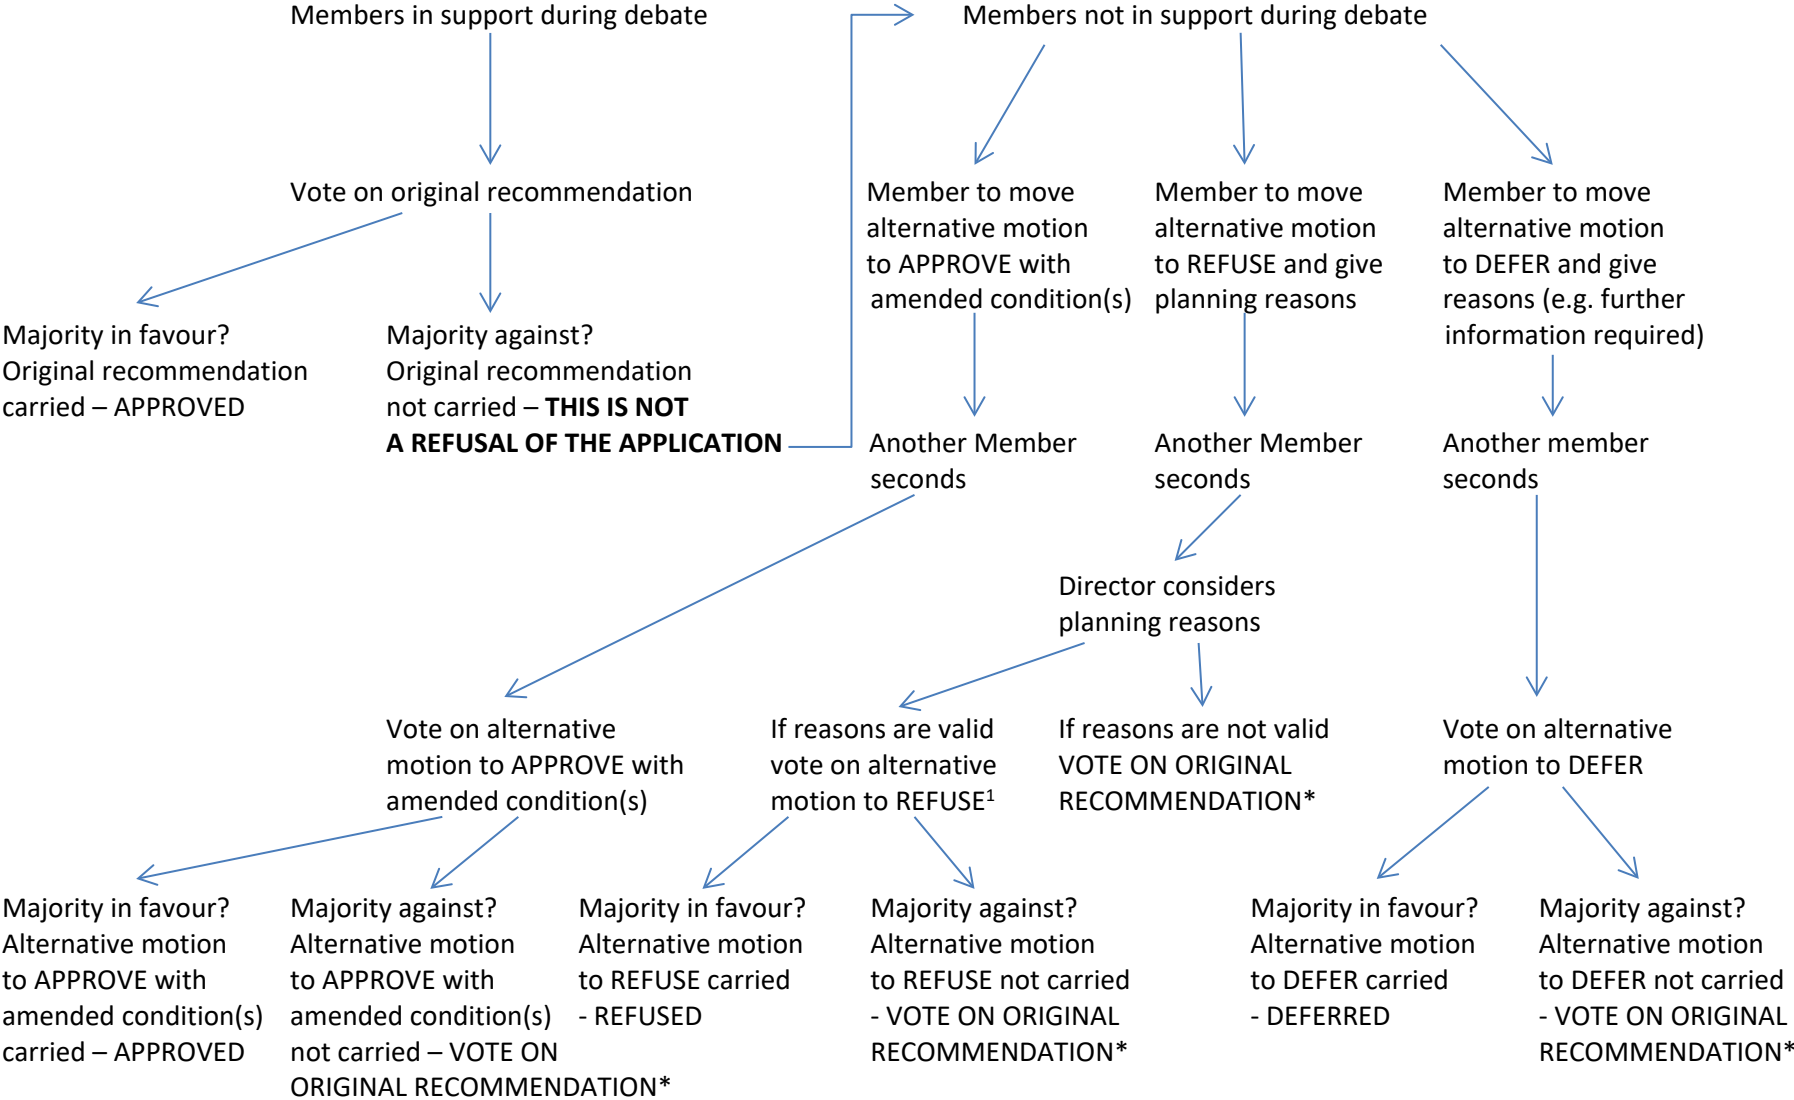 Members in support during debate
Members not in support during debate
Vote on original recommendation
Majority in favour?
Original recommendation
carried – APPROVED
Majority against?
Original recommendation
not carried – THIS IS NOT
A REFUSAL OF THE APPLICATION
Member to move
alternative motion
to APPROVE with
amended condition(s)
Member to move
alternative motion
to REFUSE and give
planning reasons
Member to move
alternative motion
to DEFER and give
reasons (e.g. further
information required)
Another Member
seconds
Another Member
seconds
Another member
seconds
Director considers
planning reasons
Vote on alternative
motion to APPROVE with
amended condition(s)
If reasons are valid
vote on alternative
motion to REFUSE¹
If reasons are not valid
VOTE ON ORIGINAL
RECOMMENDATION*
Vote on alternative
motion to DEFER
Majority in favour?
Alternative motion
to APPROVE with
amended condition(s)
carried – APPROVED
Majority against?
Alternative motion
to APPROVE with
amended condition(s)
not carried – VOTE ON
ORIGINAL RECOMMENDATION*
Majority in favour?
Alternative motion
to REFUSE carried
- REFUSED
Majority against?
Alternative motion
to REFUSE not carried
- VOTE ON ORIGINAL
RECOMMENDATION*
Majority in favour?
Alternative motion
to DEFER carried
- DEFERRED
Majority against?
Alternative motion
to DEFER not carried
- VOTE ON ORIGINAL
RECOMMENDATION*